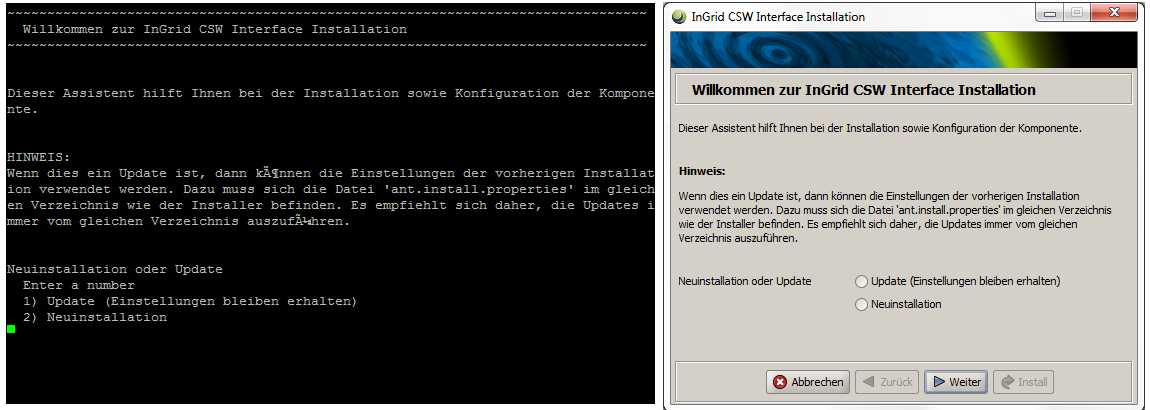 ~~~~~~~~~~~~~~~~~~~~~~~~~~~~~~~~~~~~~~~~~~~~~~~~~~~~~~~~~~~~~~~~~~~~~~~~~~~~~~~~
Willkommen zur InGrid CSW Interface Installation
~~~~~~~~~~~~~~~~~~~~~~~~~~~~~~~~~~~~~~~~~~~~~~~~~~~~~~~~~~~~~~~~~~~~~~~~~~~~~~~~
Dieser Assistent hilft Ihnen bei der Installation sowie Konfiguration der Kompone
nte.
HINWEIS:
Wenn dies ein Update ist, dann kÃ¶nnen die Einstellungen der vorherigen Installat
ion verwendet werden. Dazu muss sich die Datei 'ant.install.properties' im gleich
en Verzeichnis wie der Installer befinden. Es empfiehlt sich daher, die Updates i
mmer vom gleichen Verzeichnis auszufÃ¼hren.
Neuinstallation oder Update
Enter a number
1) Update (Einstellungen bleiben erhalten)
2) Neuinstallation
InGrid CSW Interface Installation
Willkommen zur InGrid CSW Interface Installation
Dieser Assistent hilft Ihnen bei der Installation sowie Konfiguration der Komponente.
Hinweis:
Wenn dies ein Update ist, dann können die Einstellungen der vorherigen Installation
verwendet werden. Dazu muss sich die Datei 'ant.install.properties' im gleichen Verzeichnis
wie der Installer befinden. Es empfiehlt sich daher, die Updates immer vom gleichen
Verzeichnis auszuführen.
Neuinstallation oder Update
Update (Einstellungen bleiben erhalten)
Neuinstallation
Abbrechen Zurück Weiter Install